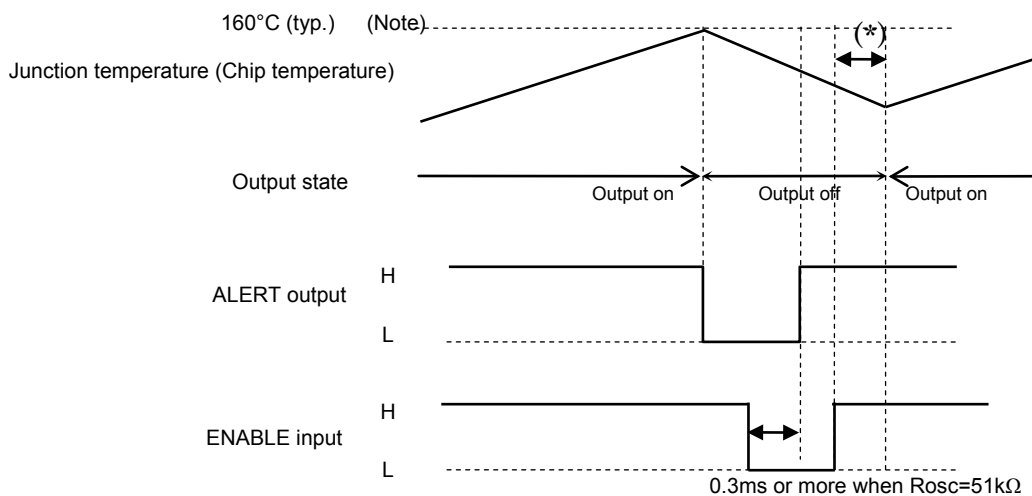 160°C (typ.) (Note)
(*)
Junction temperature (Chip temperature)
Output state
Output on
Output off
Output on
H
ALERT output
L
H
ENABLE input
L
0.3ms or more when Rosc=51kΩ